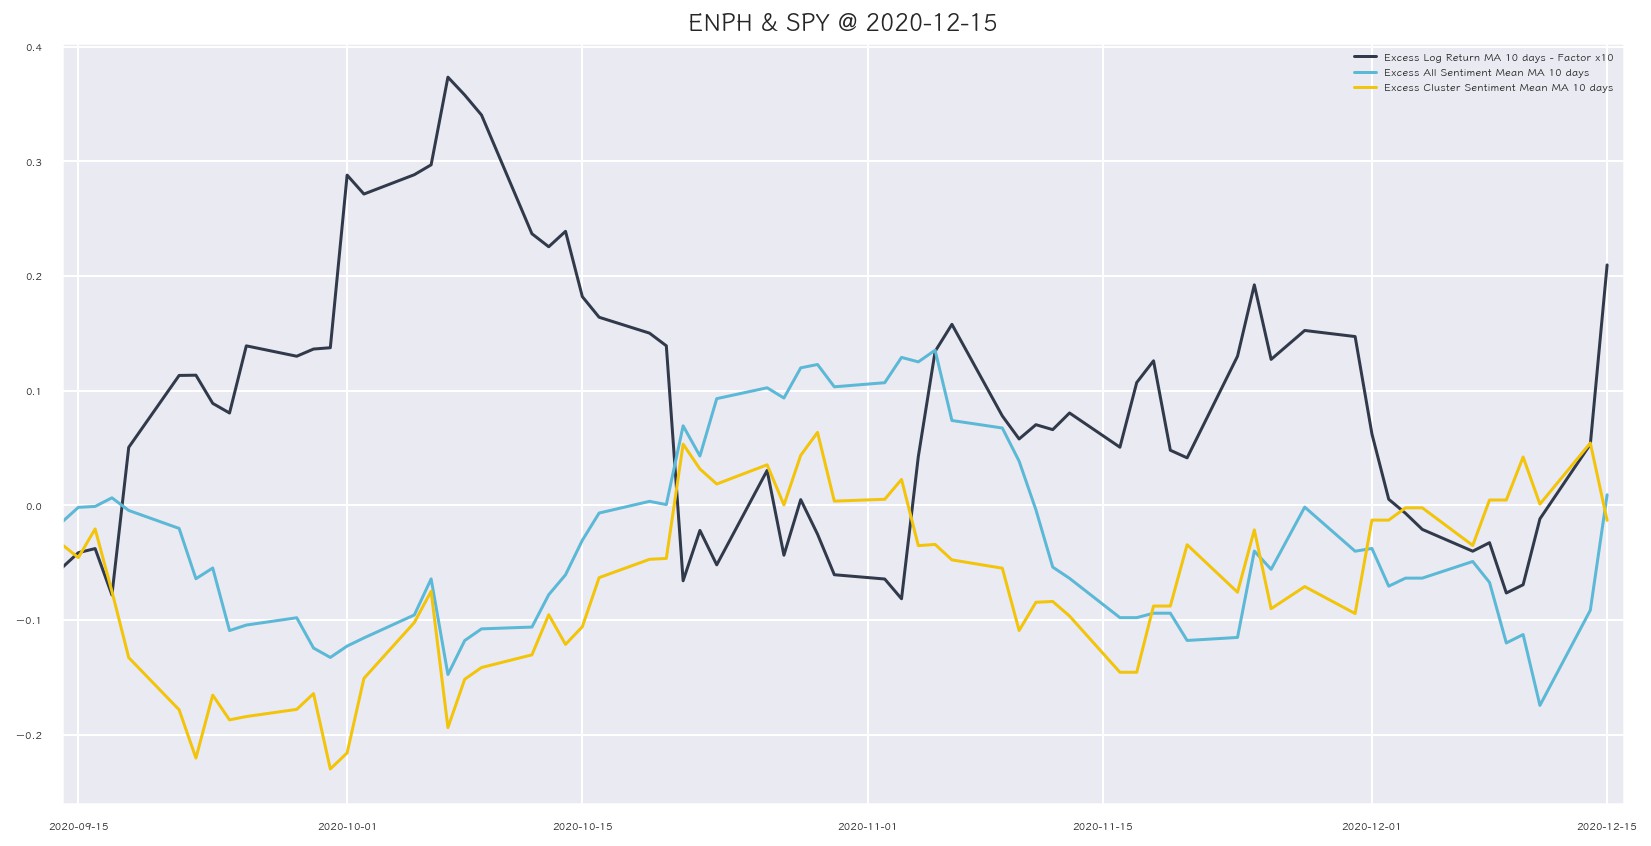 ENPH & SPY @ 2020-12-15
Excess Log Return MA 10 days - Factor x10
Excess All Sentiment Mean MA 10 days
Excess Cluster Sentiment Mean MA 10 days
0.4
0.3
0.2
0.1
0.0
−0.1
−0.2
2020-09-15 2020-10-01 2020-10-15 2020-11-01 2020-11-15 2020-12-01 2020-12-15